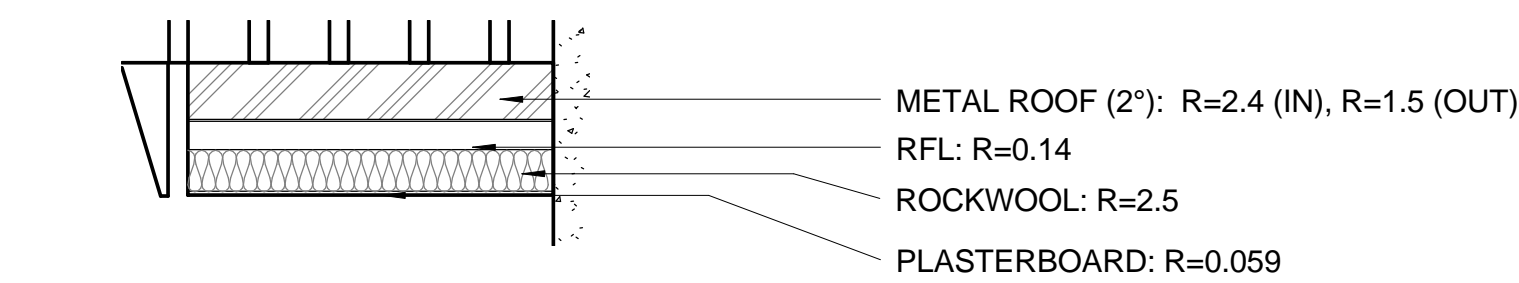 METAL ROOF (2°): R=2.4 (IN), R=1.5 (OUT)
RFL: R=0.14
ROCKWOOL: R=2.5
PLASTERBOARD: R=0.059